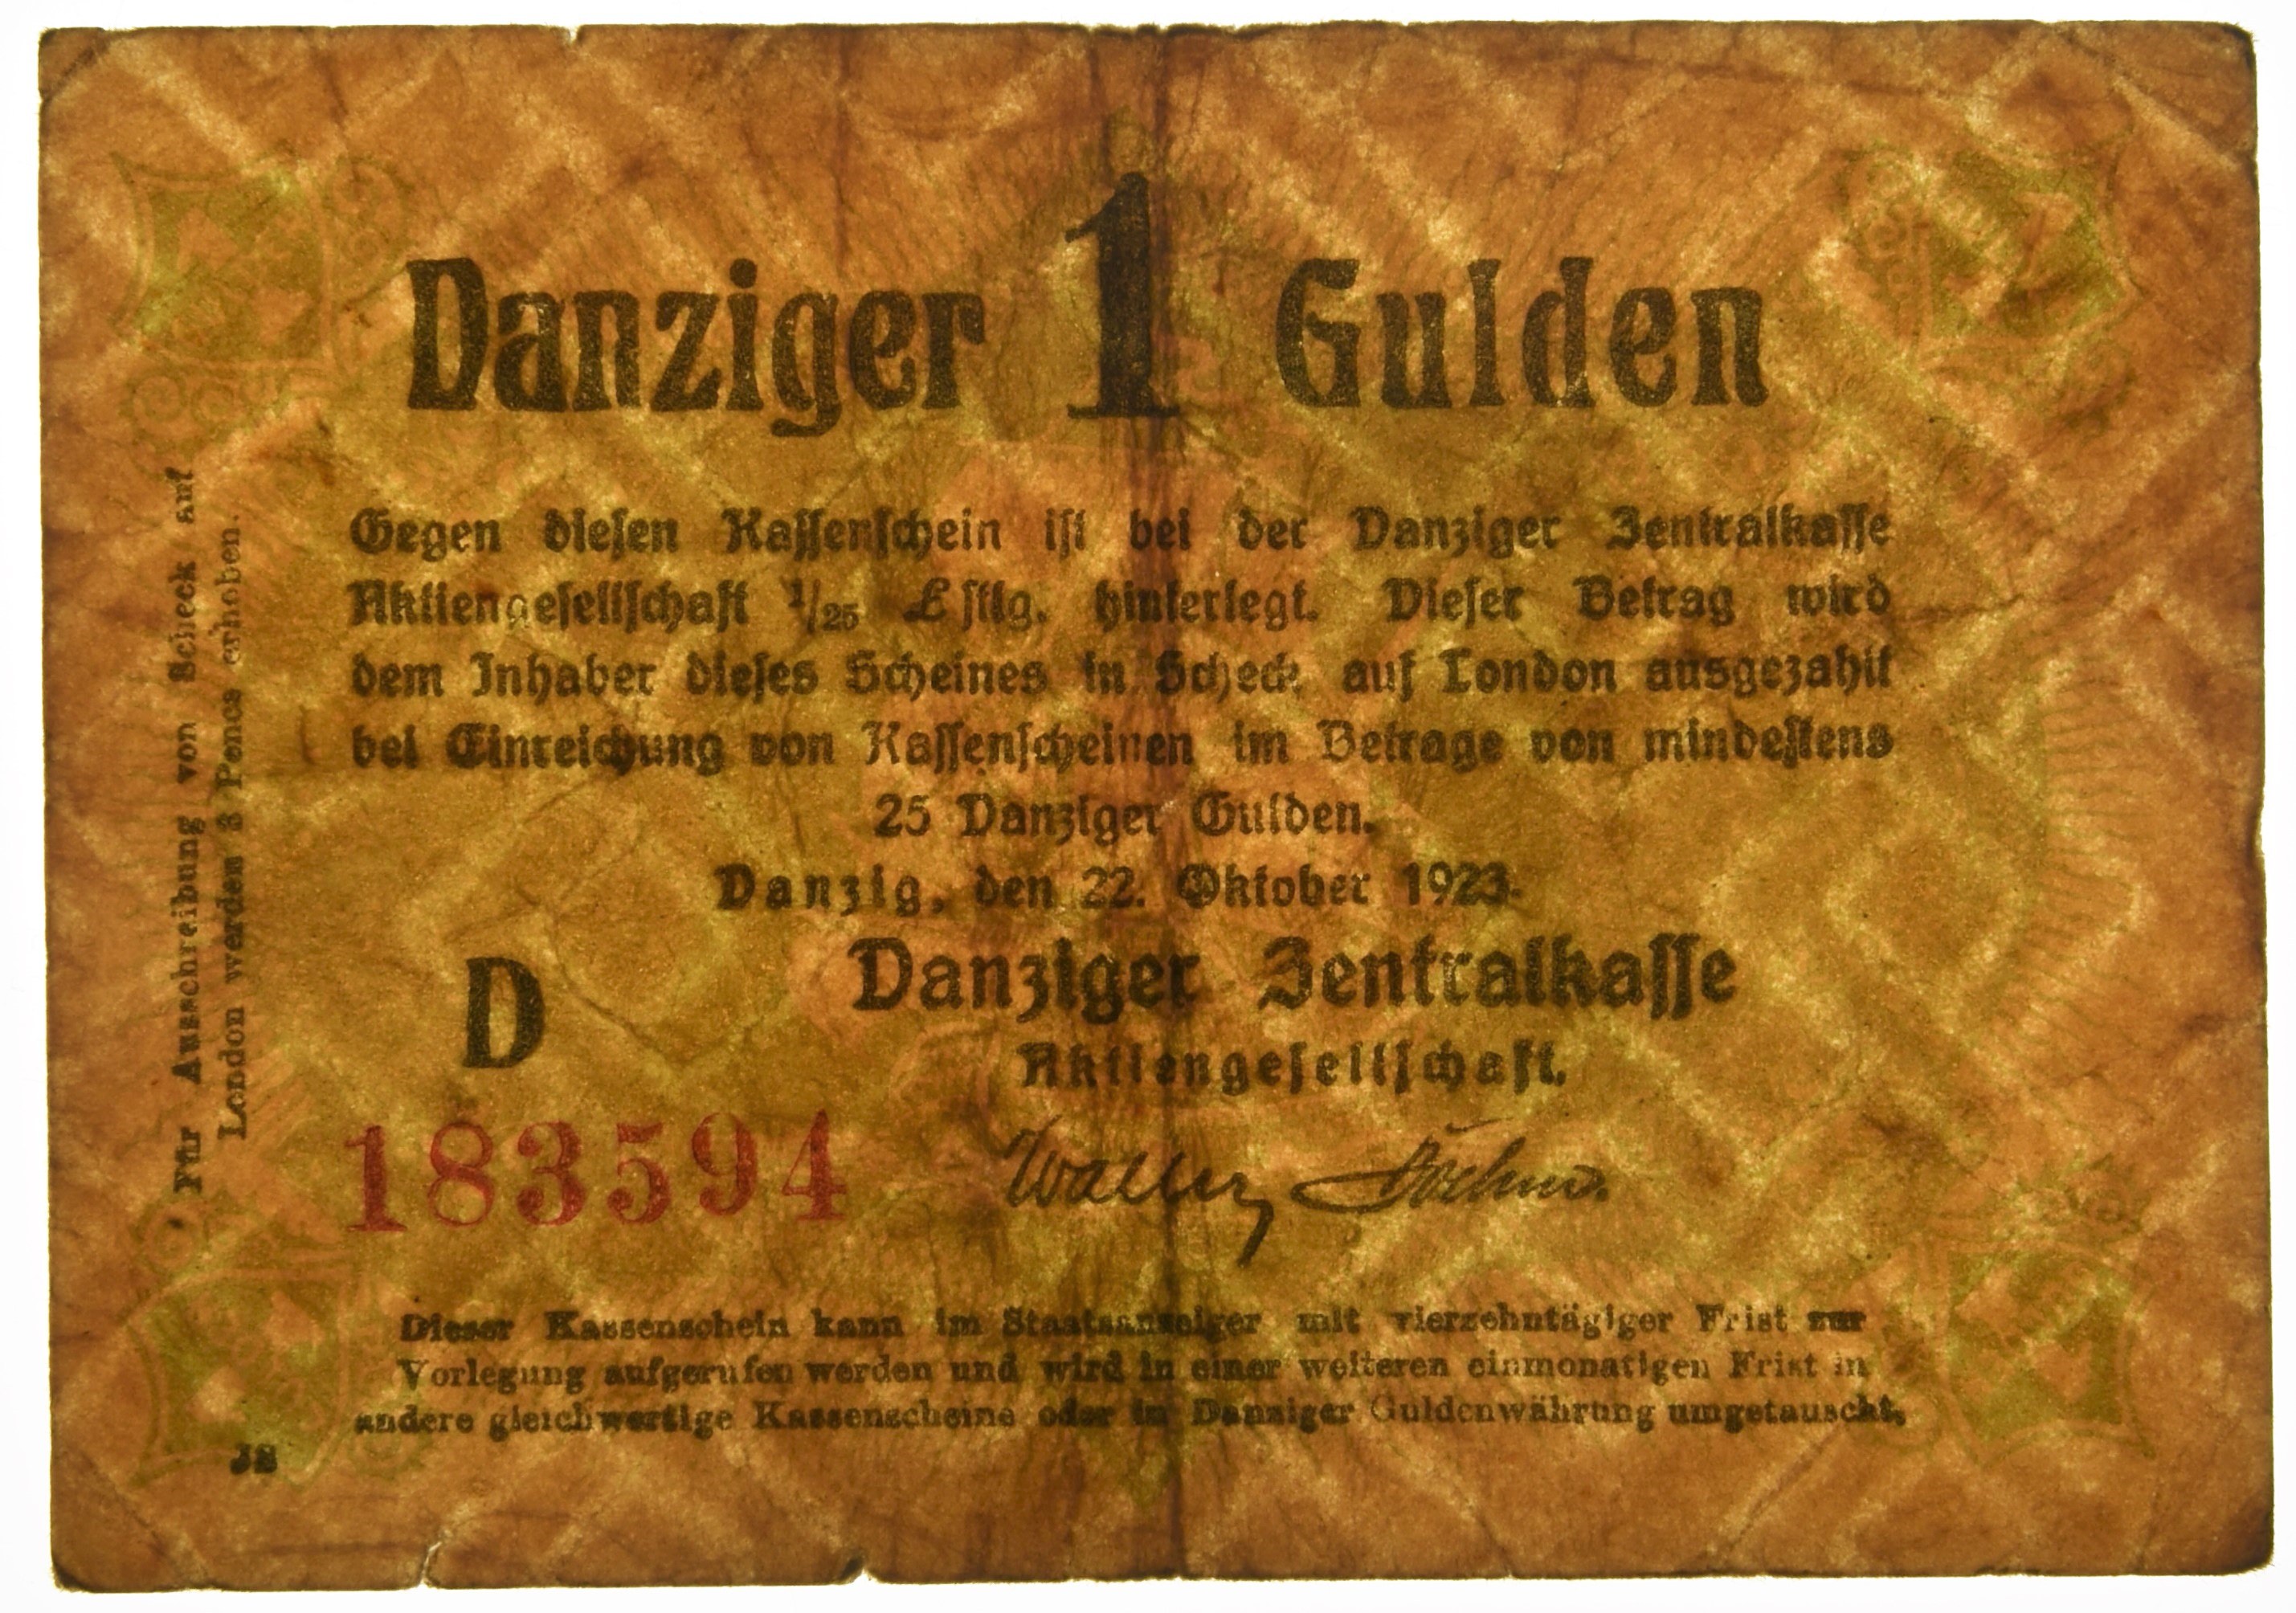 Danziger 1 Gulden
Gegen diesen Kassenschein ist bei der Danziger Zentralkasse
Aktiengesellschaft 1/25 £ stlg. hinterlegt. Dieser Betrag wird
dem Inhaber dieses Scheines in Scheck auf London ausgezahlt
bei Einreichung von Kassenscheinen im Betrage von mindestens
25 Danziger Gulden.
Danzig, den 22. Oktober 1923.
D
Danziger Zentralkasse
Aktiengesellschaft.
183594
Dieser Kassenschein kann im Staatsanzeiger mit vierzehntägiger Frist zur
Vorlegung aufgerufen werden und wird in einer weiteren einmonatigen Frist in
andere gleichwertige Kassenscheine oder in Danziger Guldenwährung umgetauscht.
JS
Für Ausschreibung von Scheck auf
London werden 3 Pence erhoben.